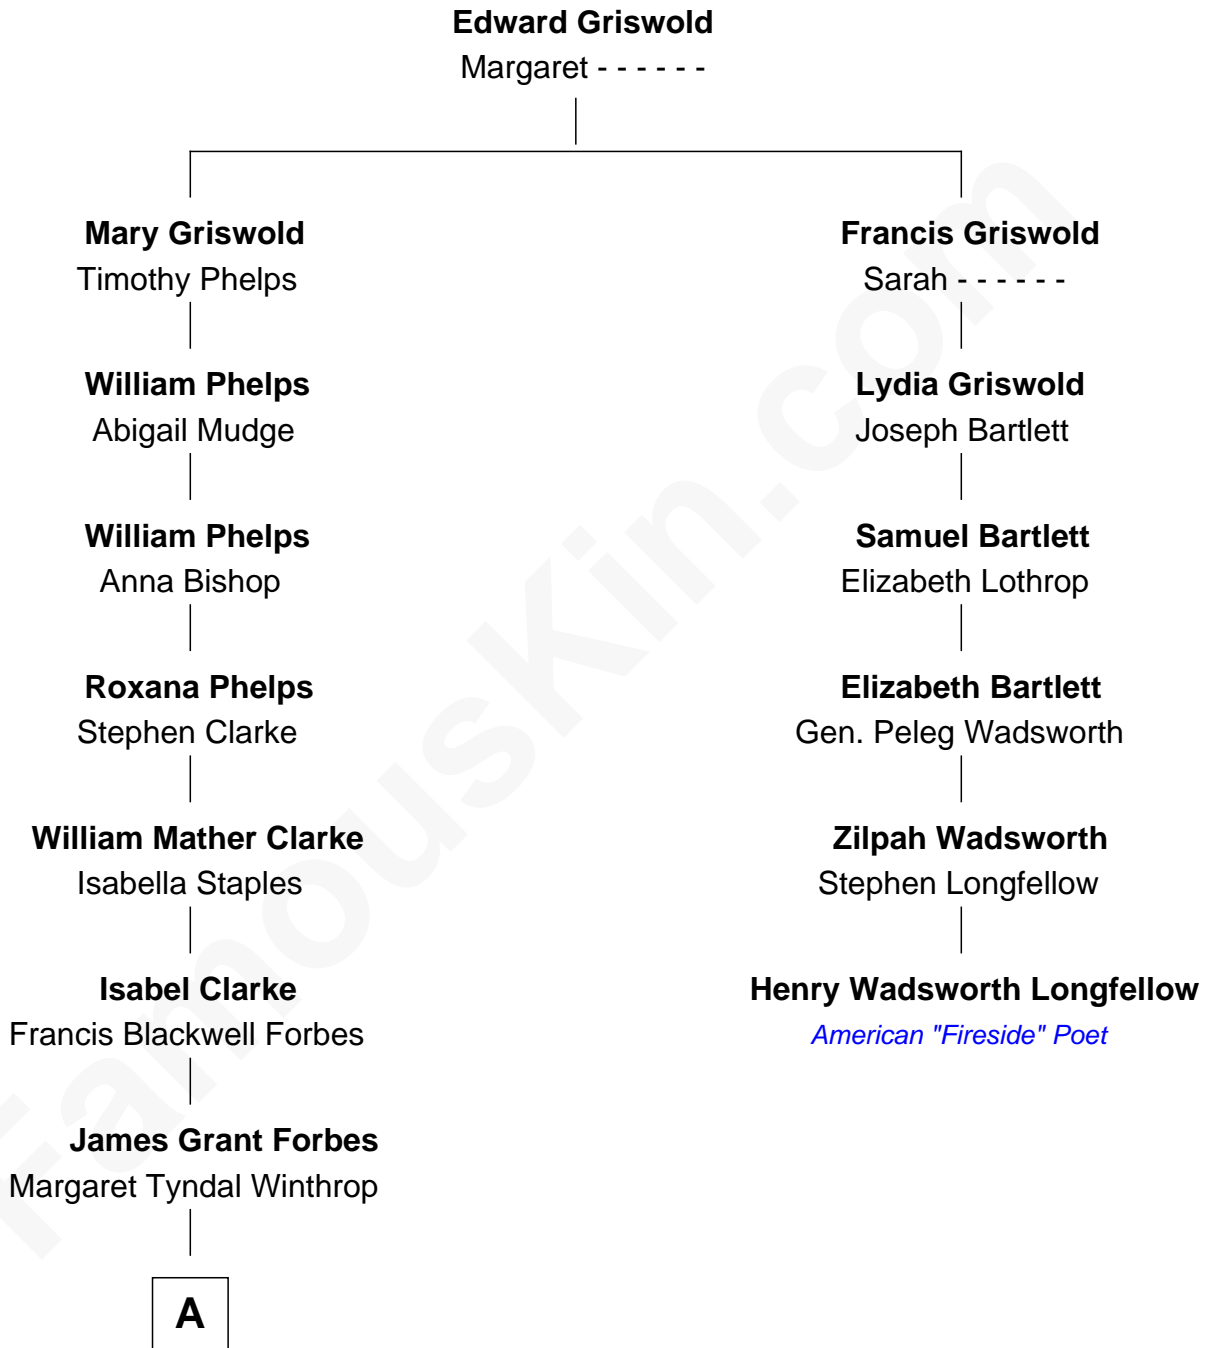 Edward Griswold
Margaret - - - - - -
Mary Griswold
Timothy Phelps
William Phelps
Abigail Mudge
William Phelps
Anna Bishop
Roxana Phelps
Stephen Clarke
William Mather Clarke
Isabella Staples
Isabel Clarke
Francis Blackwell Forbes
James Grant Forbes
Margaret Tyndal Winthrop
A
Francis Griswold
Sarah - - - - - -
Lydia Griswold
Joseph Bartlett
Samuel Bartlett
Elizabeth Lothrop
Elizabeth Bartlett
Gen. Peleg Wadsworth
Zilpah Wadsworth
Stephen Longfellow
Henry Wadsworth Longfellow
American "Fireside" Poet
FamousKin.com